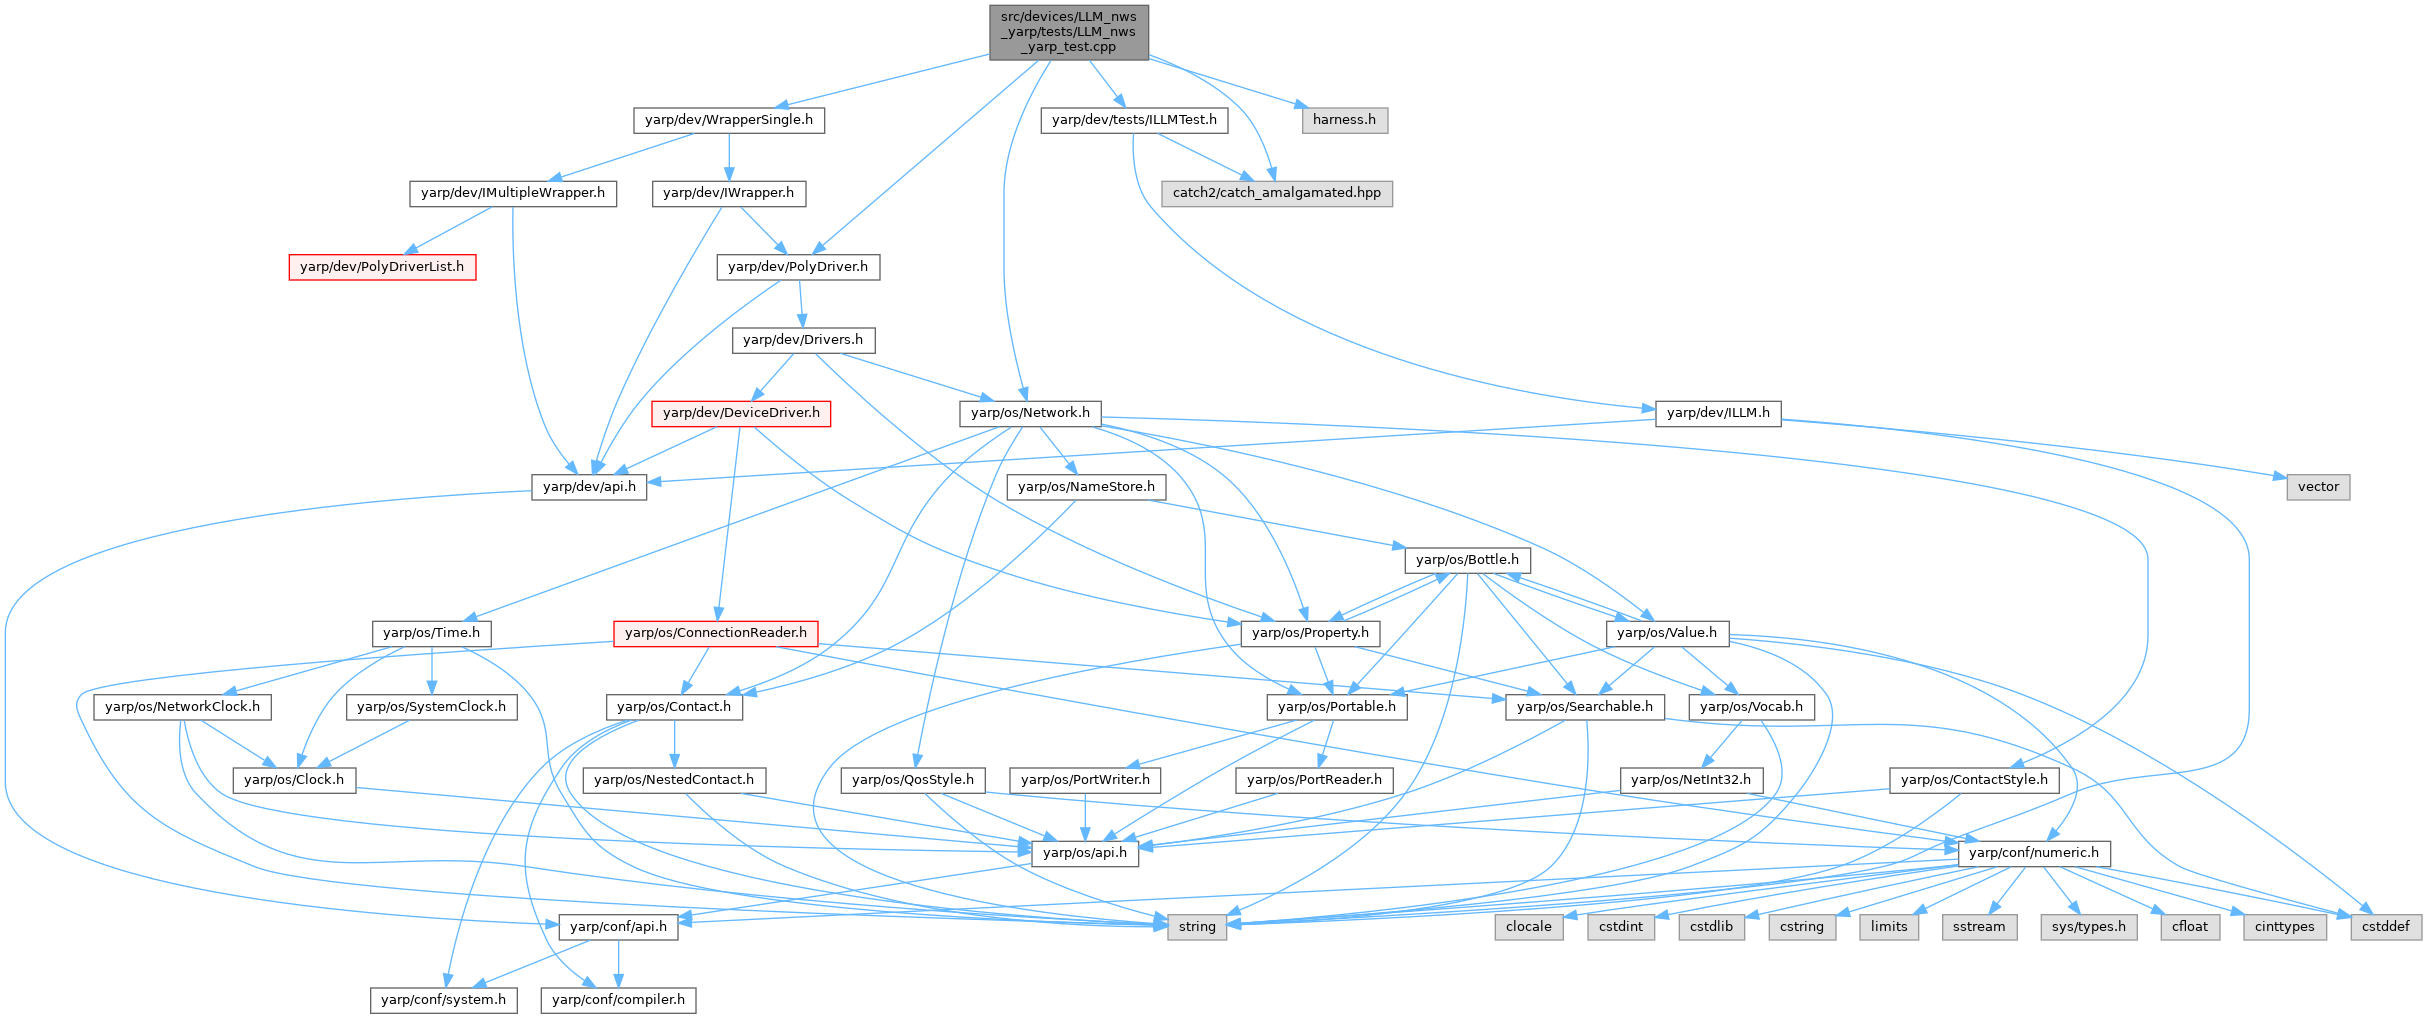 src/devices/LLM_nws
_yarp/tests/LLM_nws
_yarp_test.cpp
yarp/dev/WrapperSingle.h
yarp/dev/tests/ILLMTest.h
harness.h
yarp/dev/IMultipleWrapper.h
yarp/dev/IWrapper.h
catch2/catch_amalgamated.hpp
yarp/dev/PolyDriverList.h
yarp/dev/PolyDriver.h
yarp/dev/Drivers.h
yarp/dev/DeviceDriver.h
yarp/os/Network.h
yarp/dev/ILLM.h
yarp/dev/api.h
yarp/os/NameStore.h
vector
yarp/os/Bottle.h
yarp/os/Time.h
yarp/os/ConnectionReader.h
yarp/os/Property.h
yarp/os/Value.h
yarp/os/NetworkClock.h
yarp/os/SystemClock.h
yarp/os/Contact.h
yarp/os/Portable.h
yarp/os/Searchable.h
yarp/os/Vocab.h
yarp/os/Clock.h
yarp/os/NestedContact.h
yarp/os/QosStyle.h
yarp/os/PortWriter.h
yarp/os/PortReader.h
yarp/os/NetInt32.h
yarp/os/ContactStyle.h
yarp/os/api.h
yarp/conf/numeric.h
yarp/conf/api.h
string
clocale
cstdint
cstdlib
cstring
limits
sstream
sys/types.h
cfloat
cinttypes
cstddef
yarp/conf/system.h
yarp/conf/compiler.h